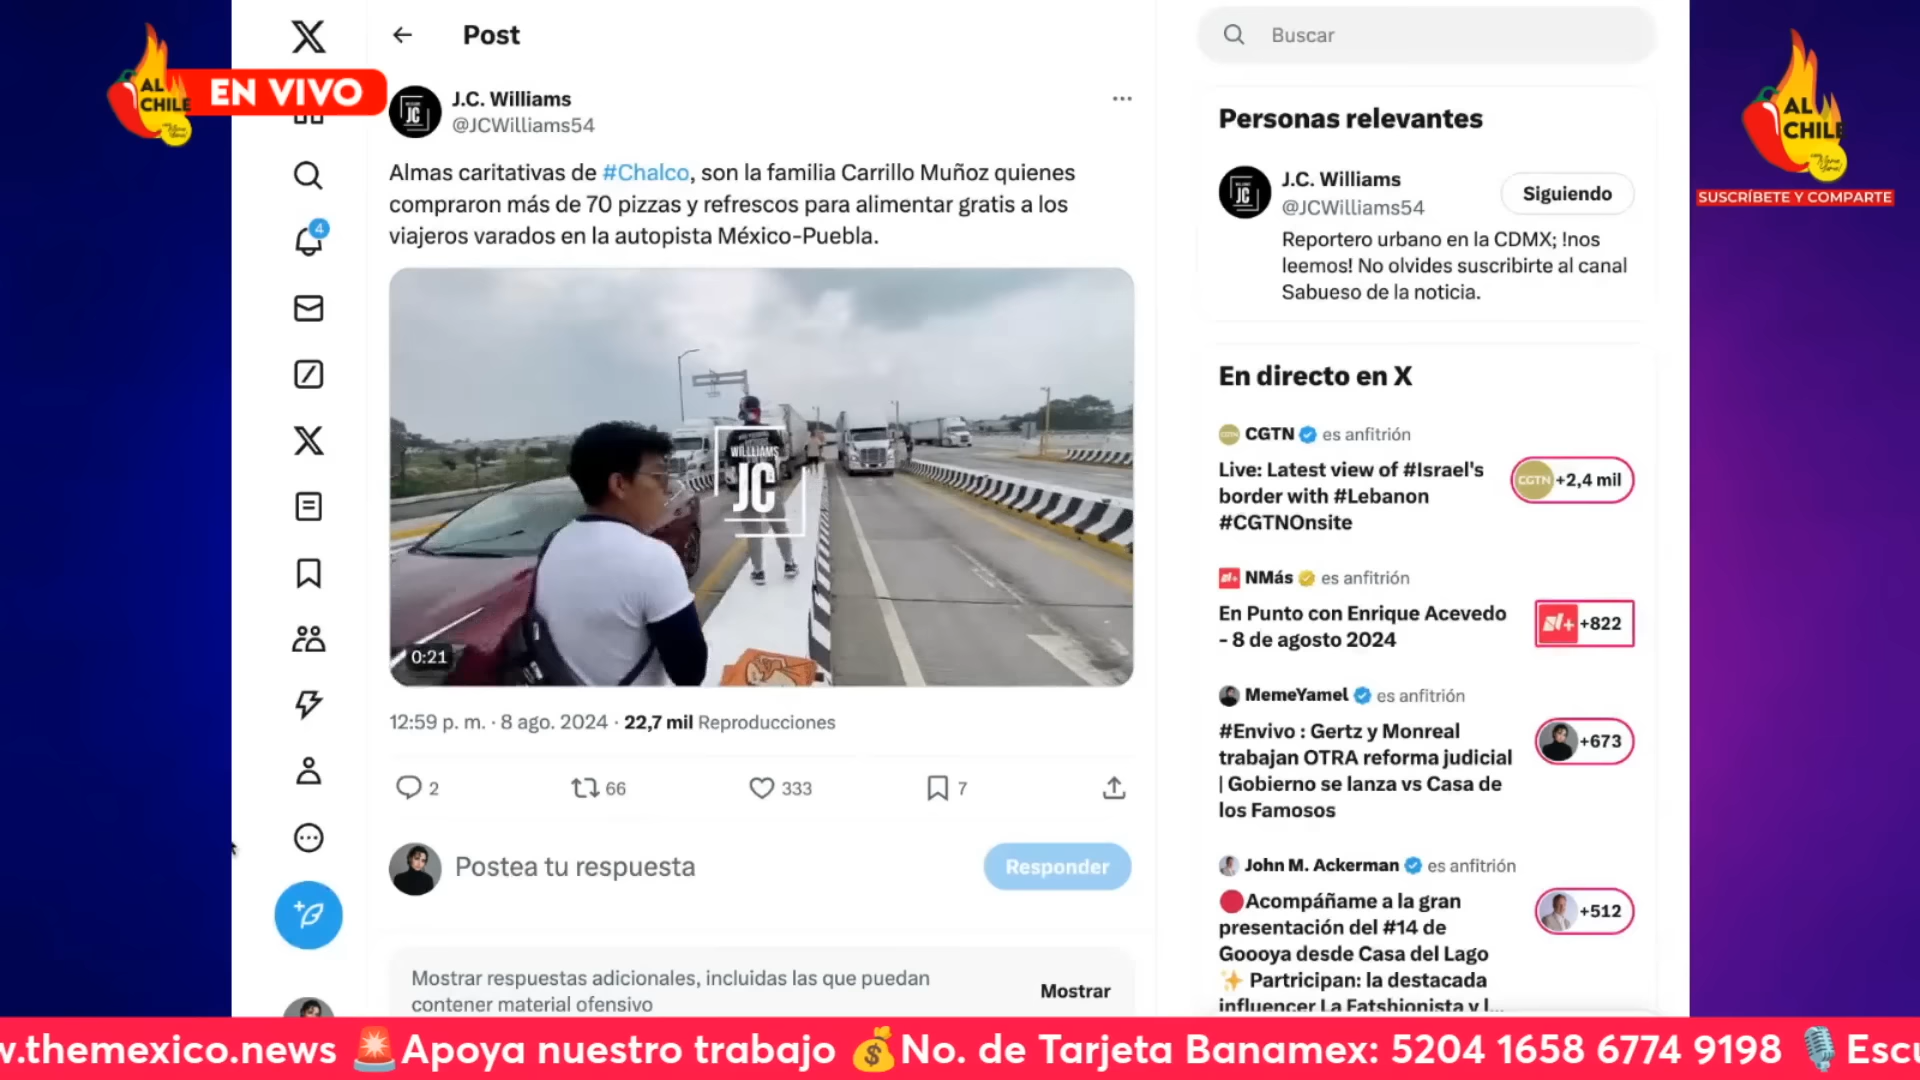 AL
CHILE
EN VIVO
Post
J.C. Williams
@JCWilliams54
Almas caritativas de #Chalco, son la familia Carrillo Muñoz quienes
compraron más de 70 pizzas y refrescos para alimentar gratis a los
viajeros varados en la autopista México-Puebla.
WILLLIAMS
JC
0:21
12:59 p. m. · 8 ago. 2024 · 22,7 mil Reproducciones
2
66
333
7
Postea tu respuesta
Responder
Mostrar respuestas adicionales, incluidas las que puedan
contener material ofensivo
Mostrar
4
Buscar
Personas relevantes
J.C. Williams
@JCWilliams54
Siguiendo
Reportero urbano en la CDMX; !nos
leemos! No olvides suscribirte al canal
Sabueso de la noticia.
En directo en X
CGTN es anfitrión
Live: Latest view of #Israel's
border with #Lebanon
#CGTNOnsite
CGTN +2,4 mil
NMás es anfitrión
En Punto con Enrique Acevedo
- 8 de agosto 2024
+822
MemeYamel es anfitrión
#Envivo : Gertz y Monreal
trabajan OTRA reforma judicial
| Gobierno se lanza vs Casa de
los Famosos
+673
John M. Ackerman es anfitrión
🔴Acompáñame a la gran
presentación del #14 de
Goooya desde Casa del Lago
✨ Partricipan: la destacada
influencer La Fatshionista y l...
+512
AL
CHILE
SUSCRÍBETE Y COMPARTE
w.themexico.news 🚨Apoya nuestro trabajo 💰No. de Tarjeta Banamex: 5204 1658 6774 9198 🎙️Escu